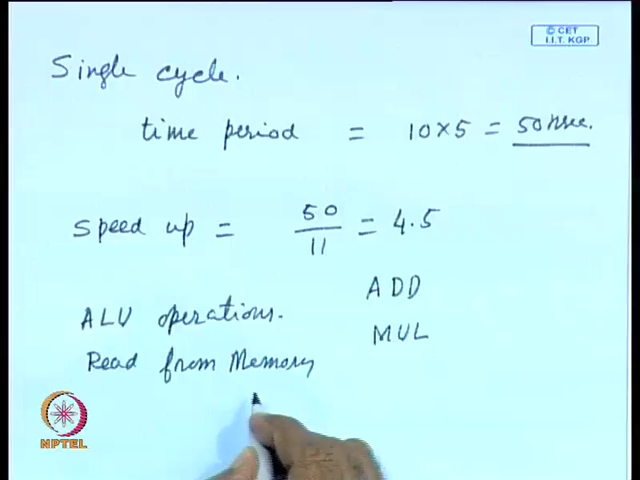 © CET
I.I.T. KGP
Single cycle.
time period = 10×5 = 50 nsec.
speed up = 50/11 = 4.5
ADD
ALU operations.
MUL
Read from Memory
NPTEL